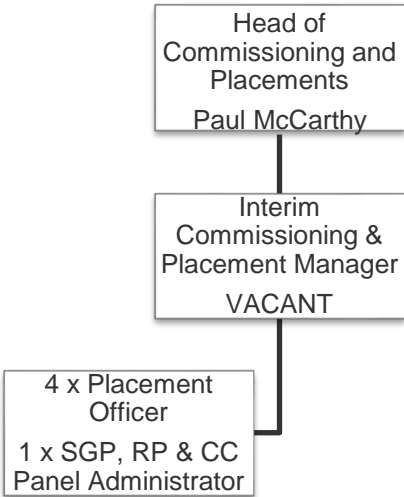 Head of
Commissioning and
Placements
Paul McCarthy
Interim
Commissioning &
Placement Manager
VACANT
4 x Placement
Officer
1 x SGP, RP & CC
Panel Administrator